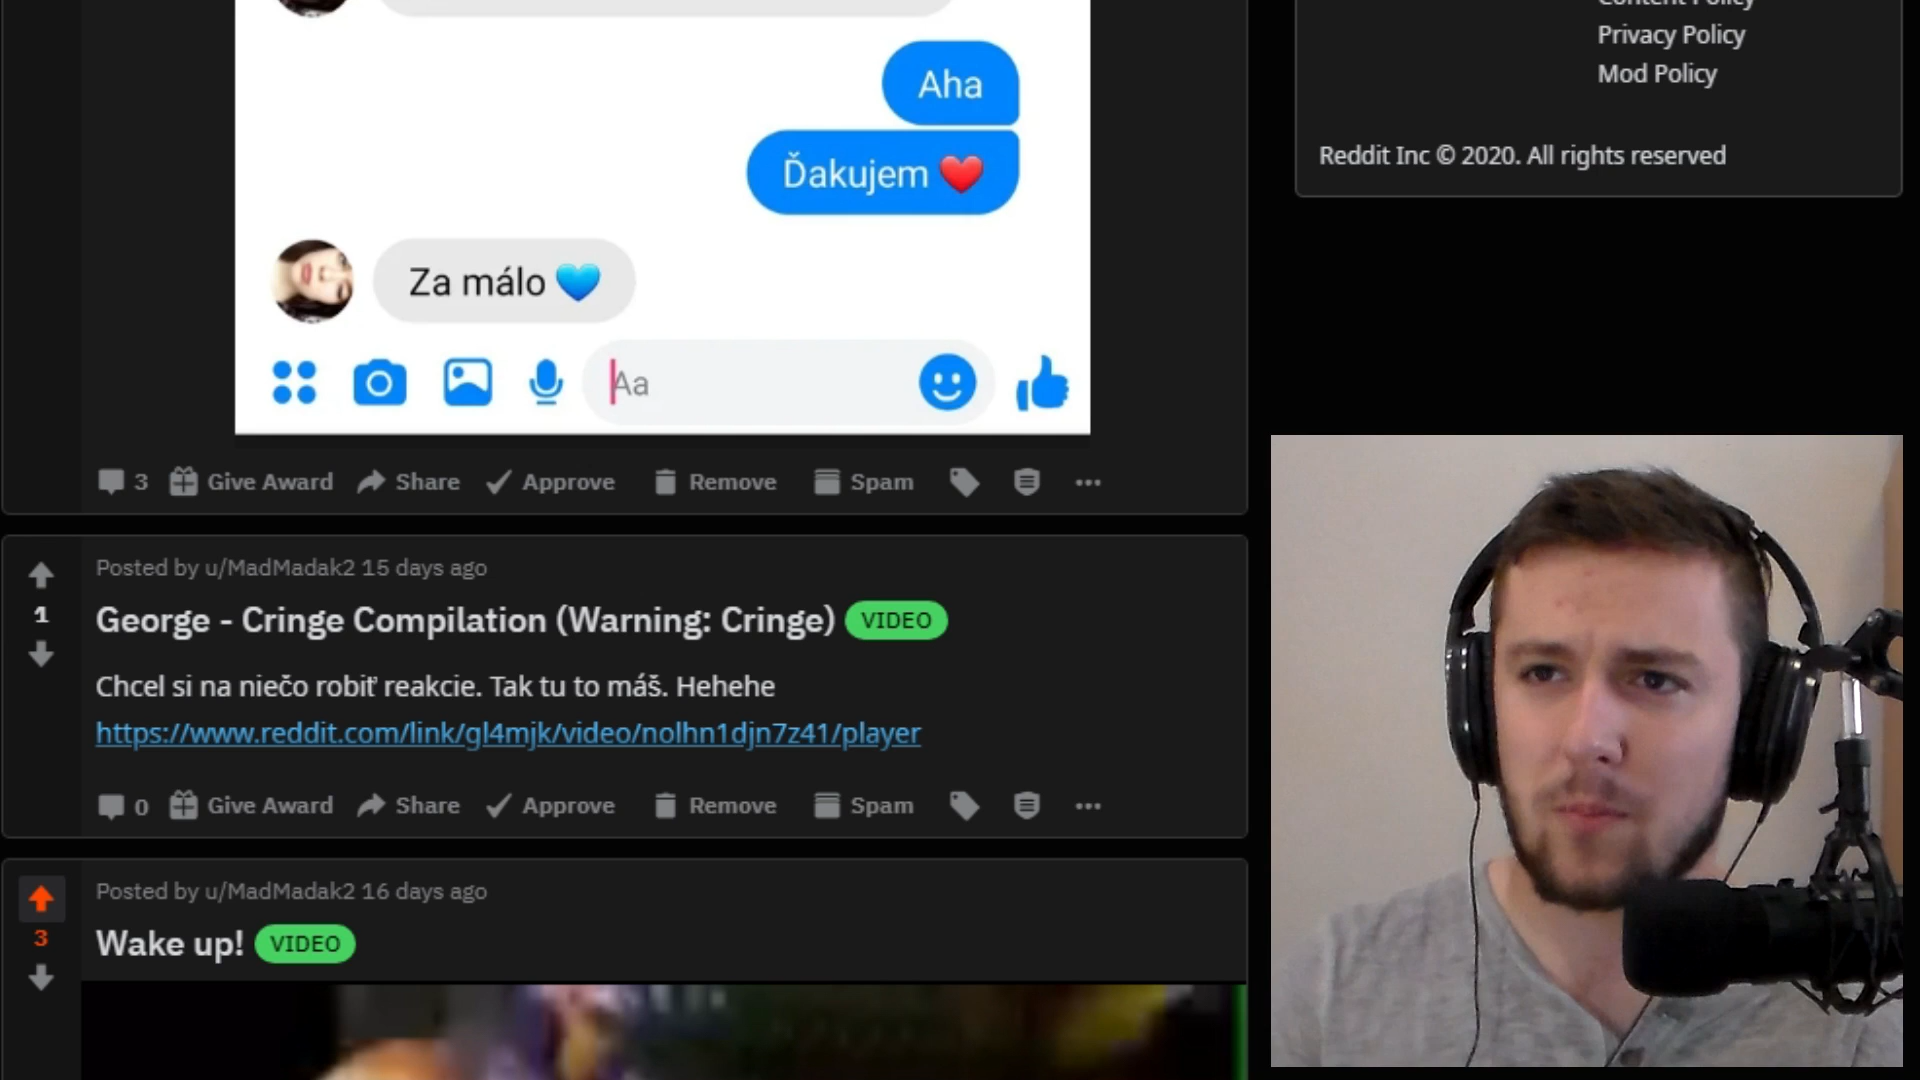 Content Policy
Privacy Policy
Mod Policy
Reddit Inc © 2020. All rights reserved
Aha
Ďakujem ❤️
Za málo 💙
Aa
3 Give Award Share Approve Remove Spam
Posted by u/MadMadak2 15 days ago
1
George - Cringe Compilation (Warning: Cringe) VIDEO
Chcel si na niečo robiť reakcie. Tak tu to máš. Hehehe
https://www.reddit.com/link/gl4mjk/video/nolhn1djn7z41/player
0 Give Award Share Approve Remove Spam
Posted by u/MadMadak2 16 days ago
3
Wake up! VIDEO